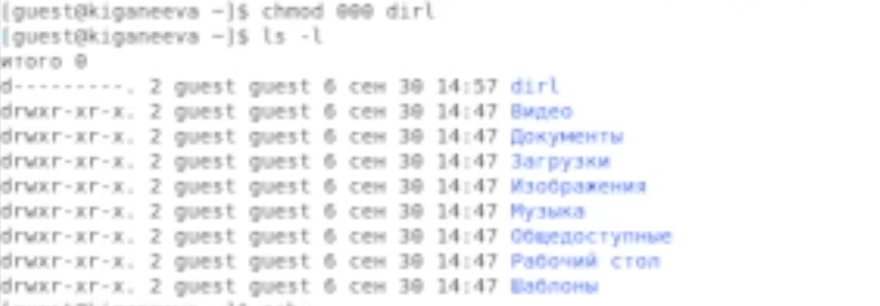 [guest@kiganeeva ~]$ chmod 000 dirl
[guest@kiganeeva ~]$ ls -l
итого 0
d---------. 2 guest guest 6 сен 30 14:57 dirl
drwxr-xr-x. 2 guest guest 6 сен 30 14:47 Видео
drwxr-xr-x. 2 guest guest 6 сен 30 14:47 Документы
drwxr-xr-x. 2 guest guest 6 сен 30 14:47 Загрузки
drwxr-xr-x. 2 guest guest 6 сен 30 14:47 Изображения
drwxr-xr-x. 2 guest guest 6 сен 30 14:47 Музыка
drwxr-xr-x. 2 guest guest 6 сен 30 14:47 Общедоступные
drwxr-xr-x. 2 guest guest 6 сен 30 14:47 Рабочий стол
drwxr-xr-x. 2 guest guest 6 сен 30 14:47 Шаблоны